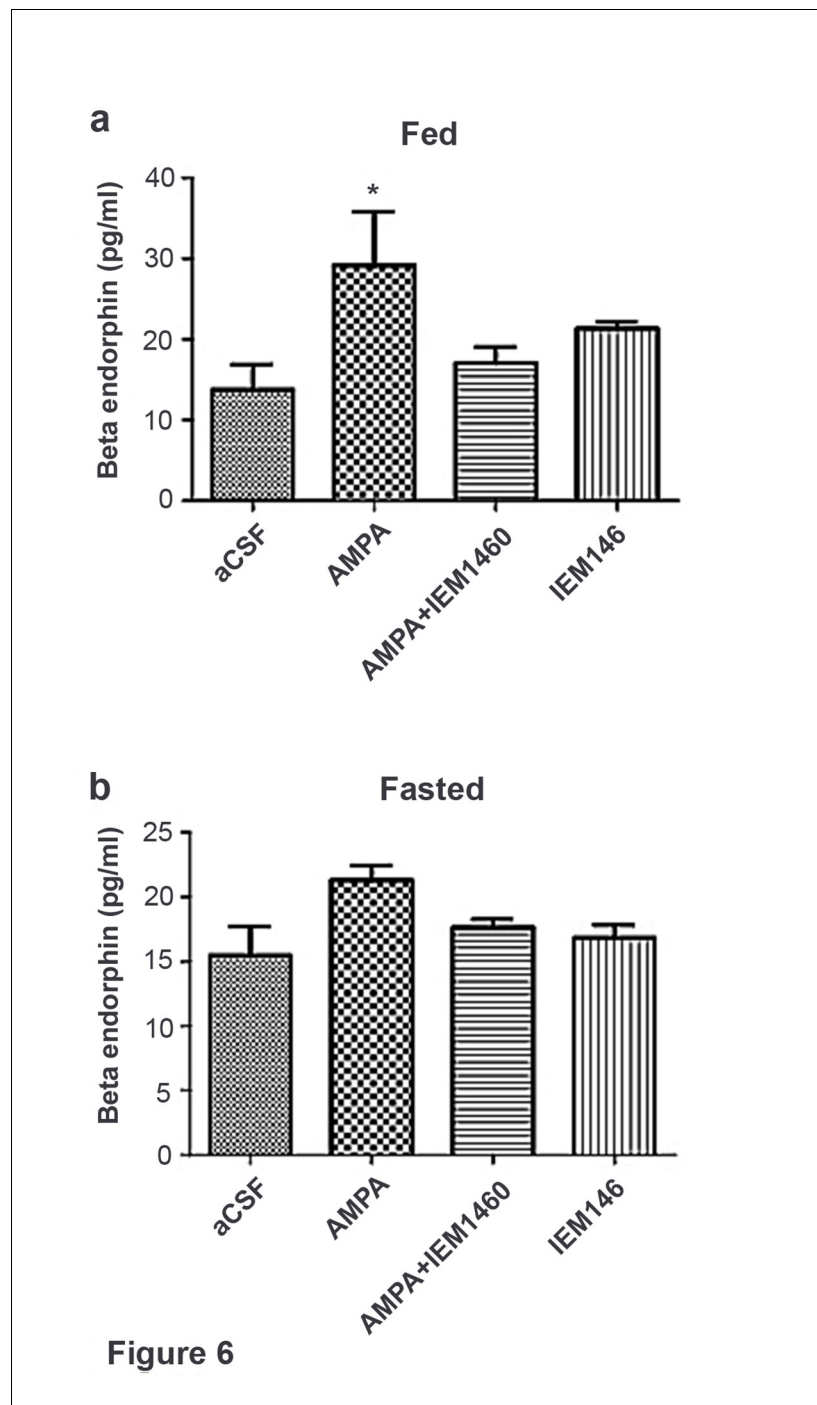 a
Fed
Beta endorphin (pg/ml)
40
30
20
10
0
*
aCSF
AMPA
AMPA+IEM1460
IEM146
b
Fasted
Beta endorphin (pg/ml)
25
20
15
10
5
0
aCSF
AMPA
AMPA+IEM1460
IEM146
Figure 6